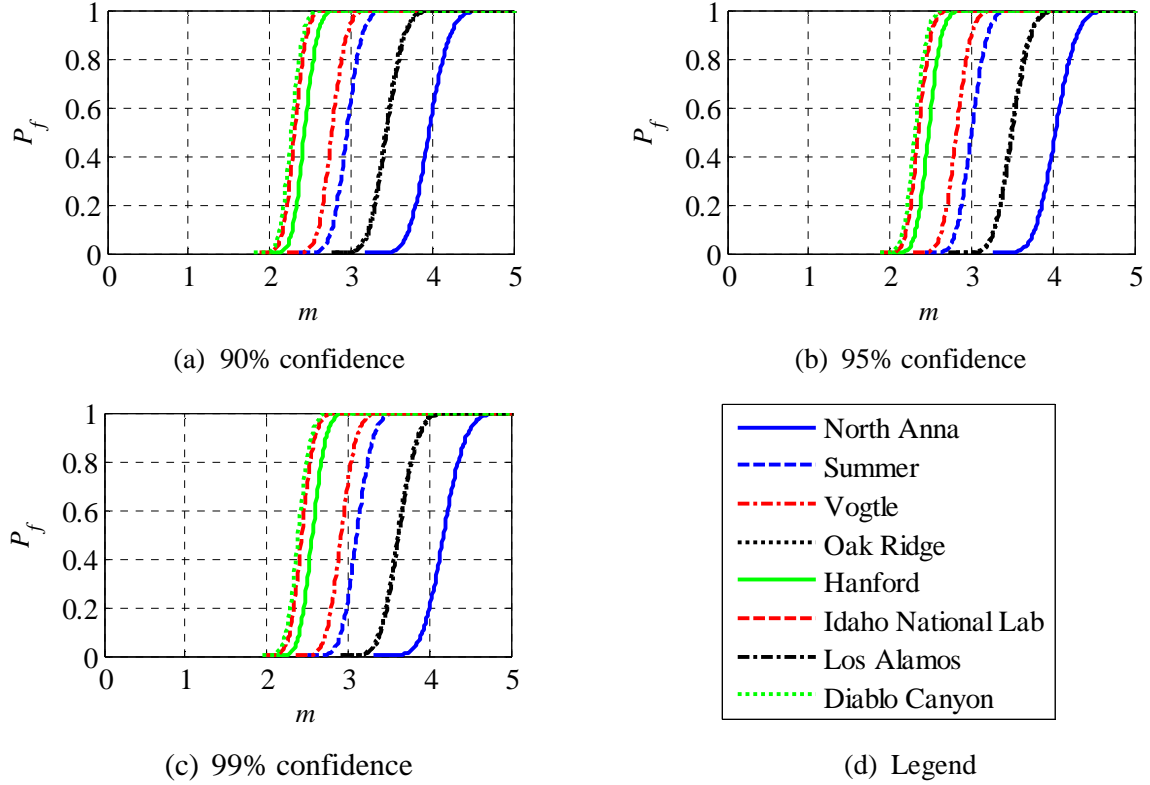 1
0.8
0.6
0.4
0.2
0
P_f
0 1 2 3 4 5
m
(a) 90% confidence
1
0.8
0.6
0.4
0.2
0
P_f
0 1 2 3 4 5
m
(b) 95% confidence
1
0.8
0.6
0.4
0.2
0
P_f
0 1 2 3 4 5
m
(c) 99% confidence
North Anna
Summer
Vogtle
Oak Ridge
Hanford
Idaho National Lab
Los Alamos
Diablo Canyon
(d) Legend